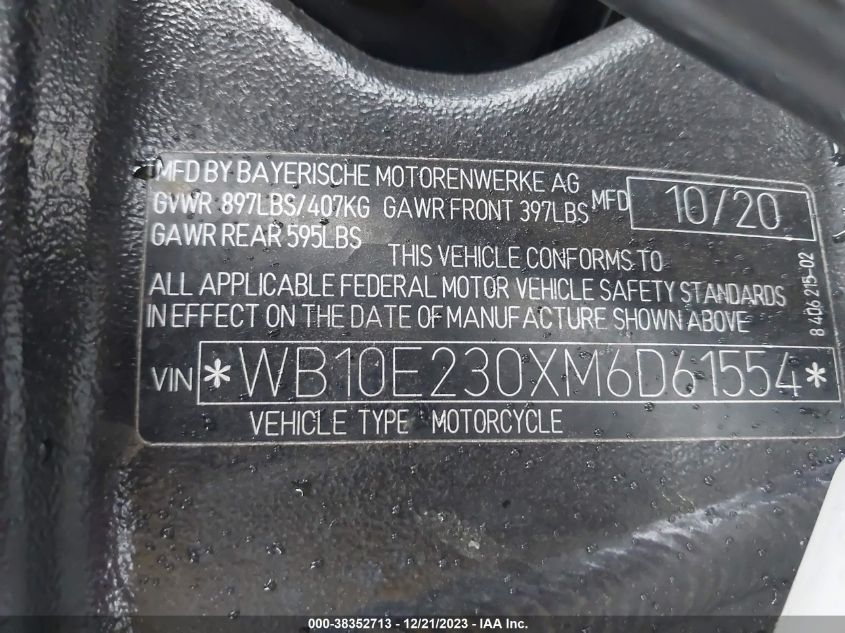 MFD BY BAYERISCHE MOTORENWERKE AG
GVWR 897LBS/407KG GAWR FRONT 397LBS MFD 10/20
GAWR REAR 595LBS
THIS VEHICLE CONFORMS TO
ALL APPLICABLE FEDERAL MOTOR VEHICLE SAFETY STANDARDS
IN EFFECT ON THE DATE OF MANUFACTURE SHOWN ABOVE
8 4D6 215-02
VIN *WB10E230XM6D61554*
VEHICLE TYPE MOTORCYCLE
000-38352713 - 12/21/2023 - IAA Inc.